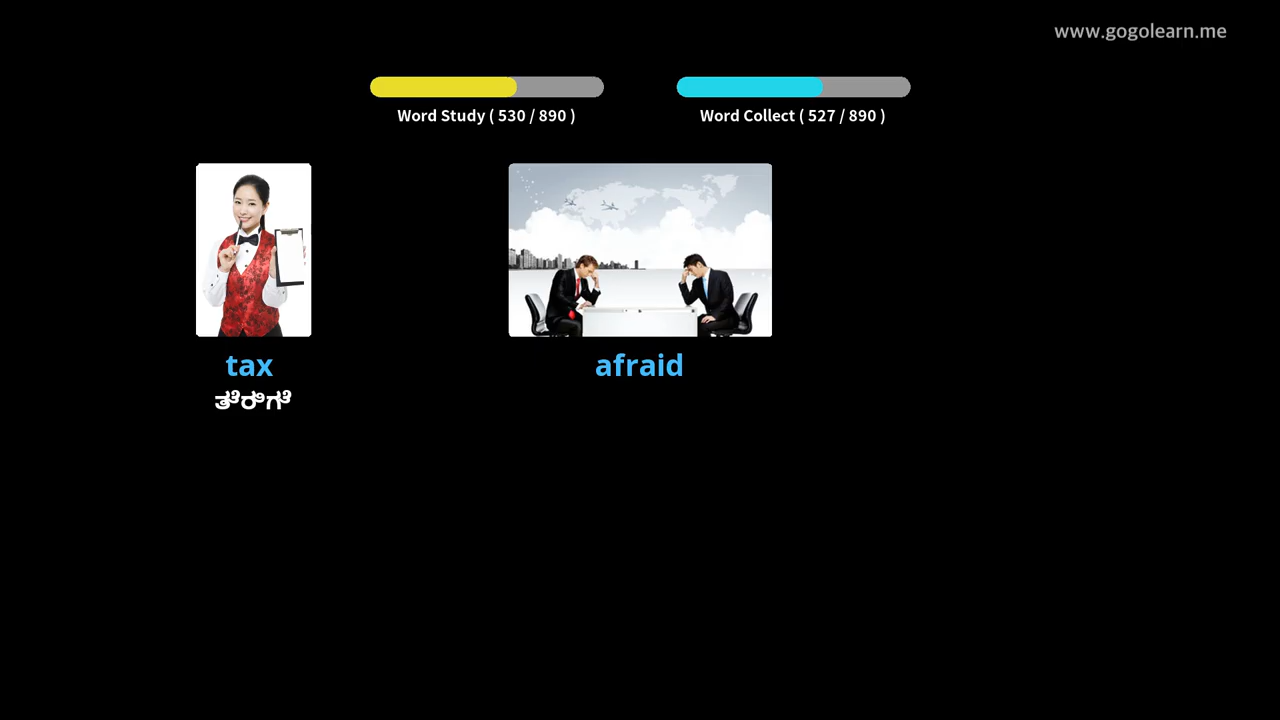 www.gogolearn.me
Word Study ( 530 / 890 )
Word Collect ( 527 / 890 )
tax
afraid
ತೆರಿಗೆ